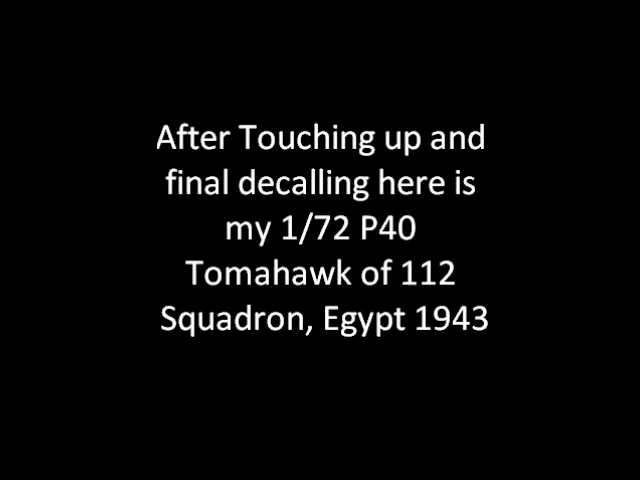 After Touching up and
final decalling here is
my 1/72 P40
Tomahawk of 112
Squadron, Egypt 1943